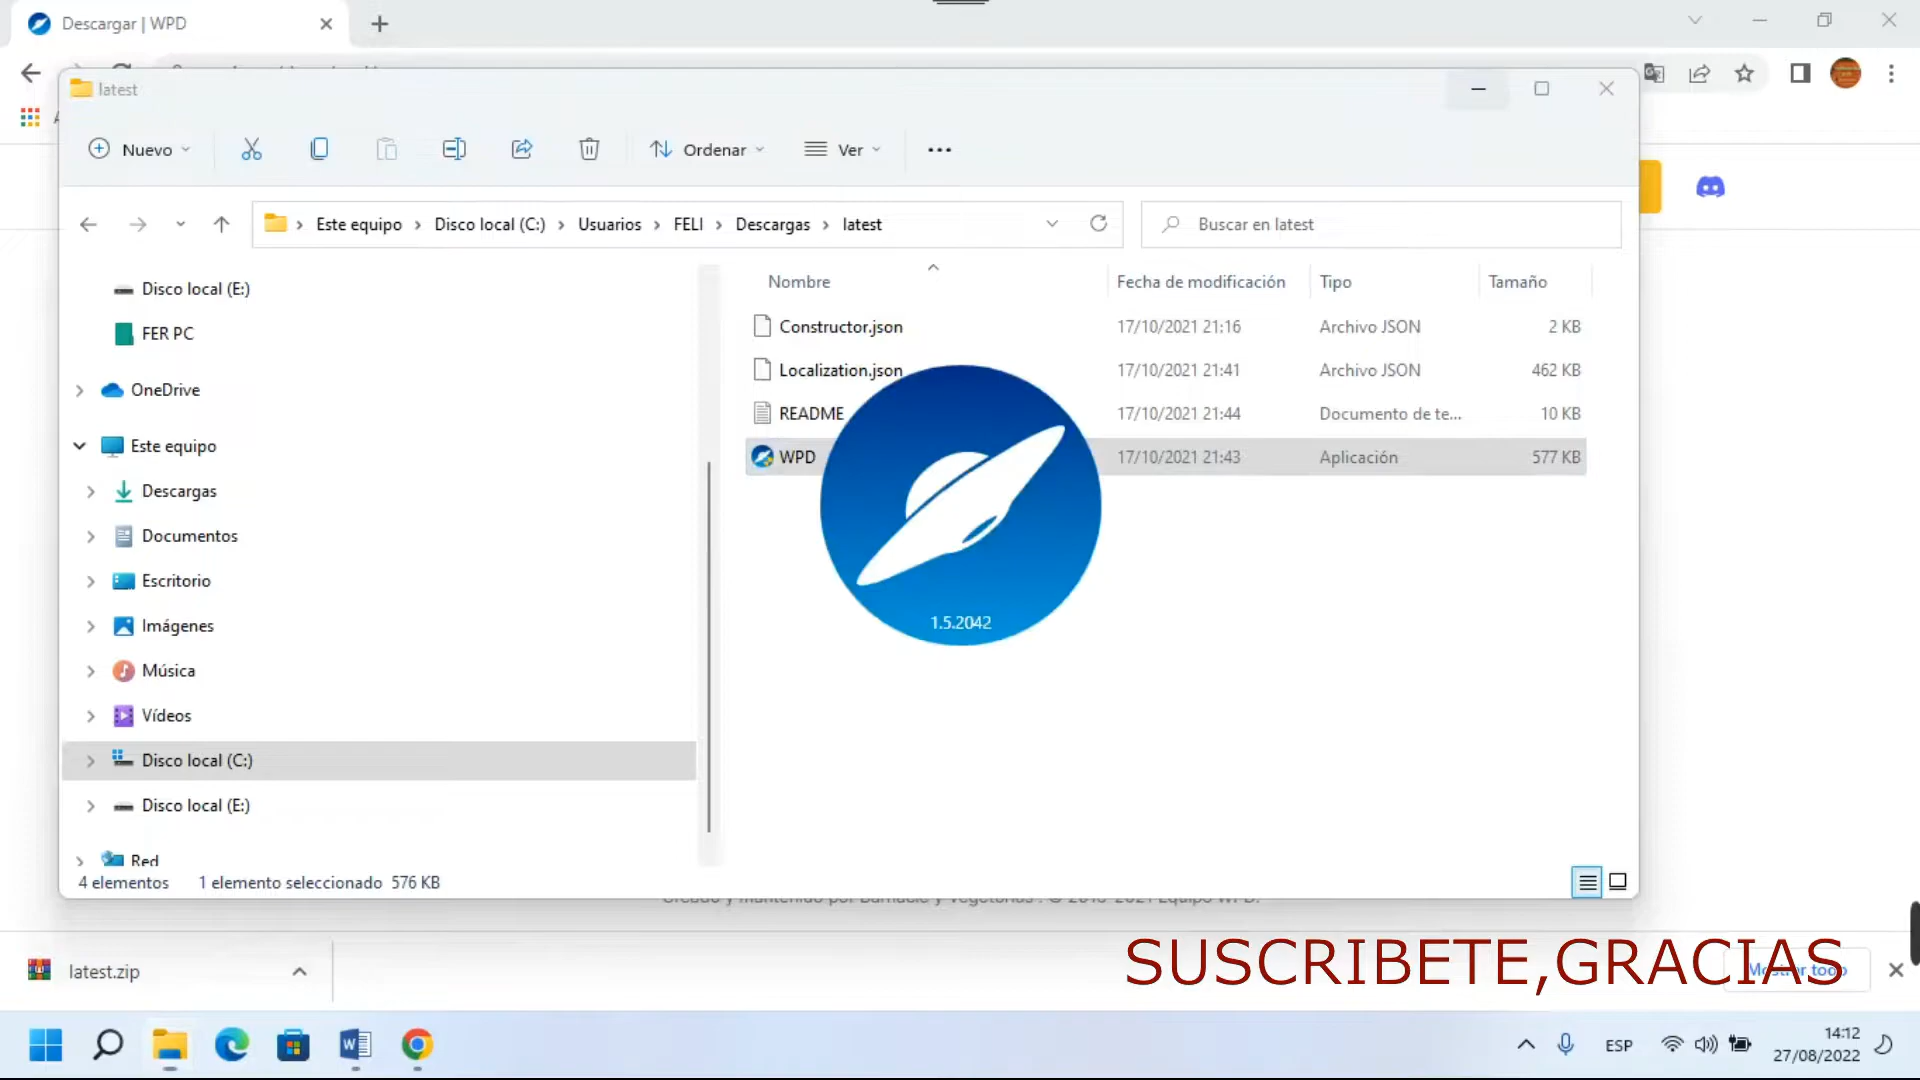 Descargar | WPD
latest
Nuevo
Ordenar
Ver
Este equipo
Disco local (C:)
Usuarios
FELI
Descargas
latest
Buscar en latest
Disco local (E:)
FER PC
OneDrive
Este equipo
Descargas
Documentos
Escritorio
Imágenes
Música
Vídeos
Disco local (C:)
Disco local (E:)
Red
Nombre Fecha de modificación Tipo Tamaño
Constructor.json 17/10/2021 21:16 Archivo JSON 2 KB
Localization.json 17/10/2021 21:41 Archivo JSON 462 KB
README 17/10/2021 21:44 Documento de te... 10 KB
WPD 17/10/2021 21:43 Aplicación 577 KB
1.5.2042
4 elementos 1 elemento seleccionado 576 KB
latest.zip
SUSCRIBETE,GRACIAS
Mostrar todo
ESP
14:12
27/08/2022